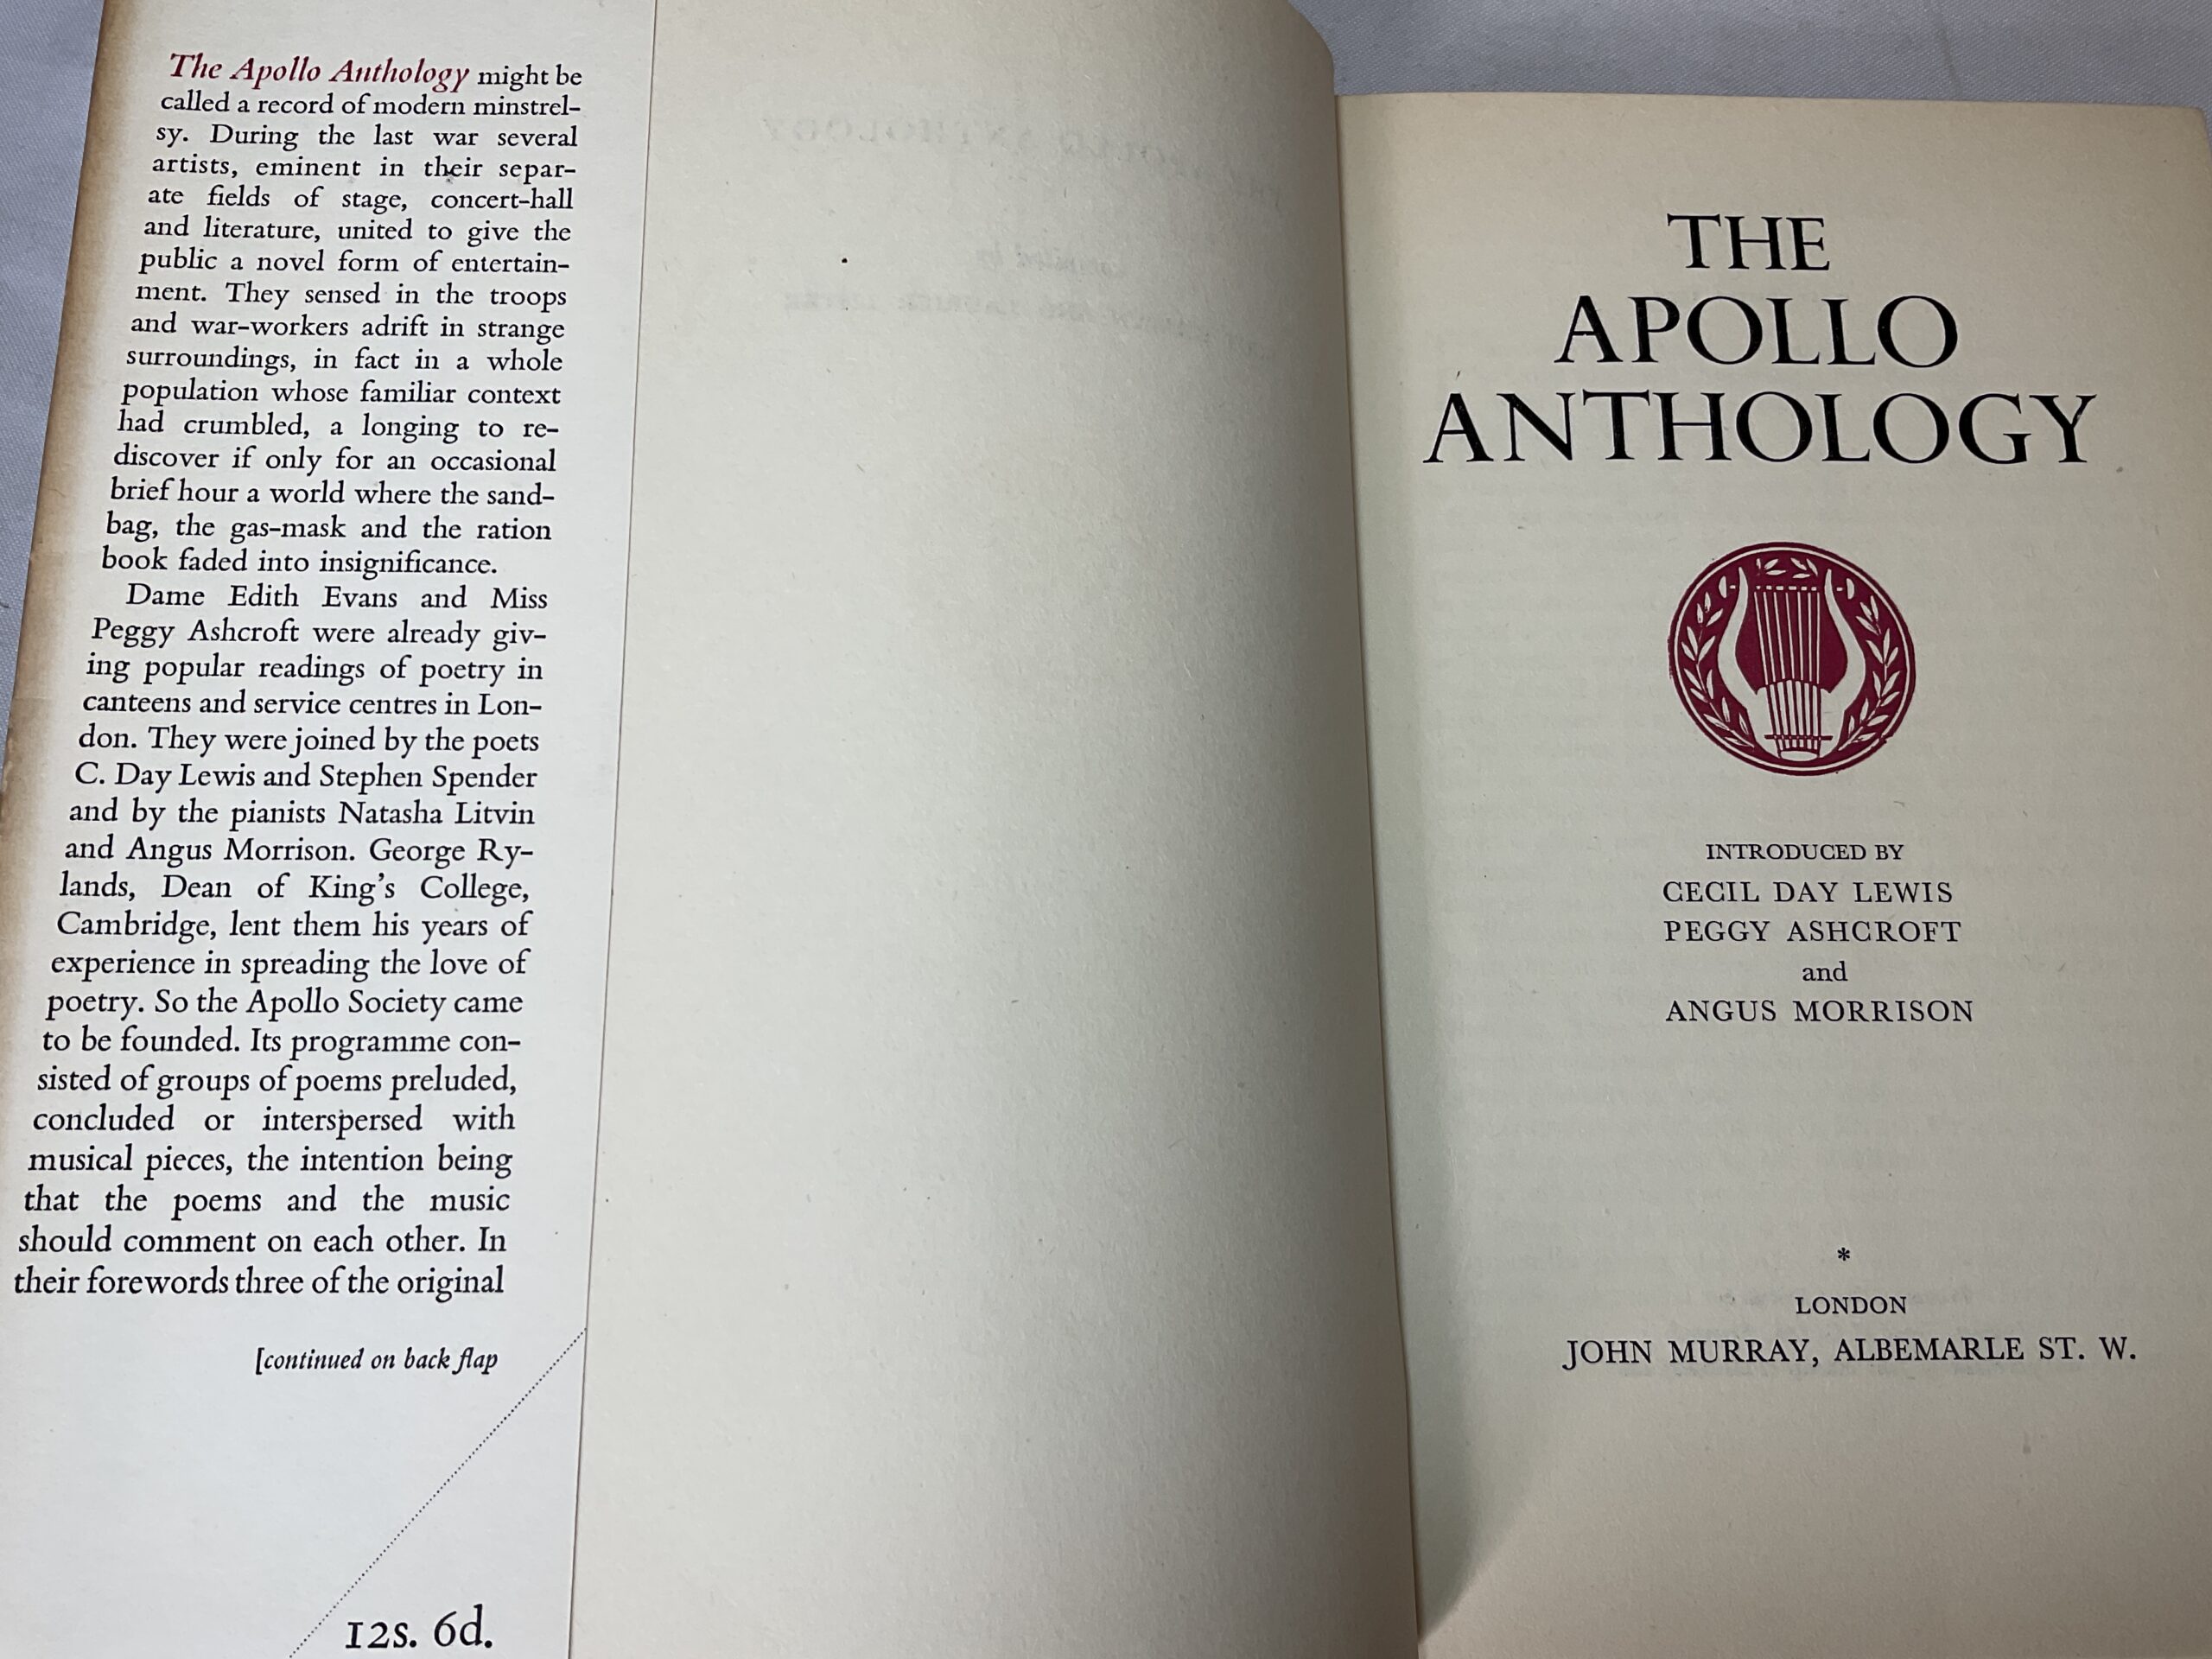 The Apollo Anthology might be
called a record of modern minstrel-
sy. During the last war several
artists, eminent in their separ-
ate fields of stage, concert-hall
and literature, united to give the
public a novel form of entertain-
ment. They sensed in the troops
and war-workers adrift in strange
surroundings, in fact in a whole
population whose familiar context
had crumbled, a longing to re-
discover if only for an occasional
brief hour a world where the sand-
bag, the gas-mask and the ration
book faded into insignificance.
Dame Edith Evans and Miss
Peggy Ashcroft were already giv-
ing popular readings of poetry in
canteens and service centres in Lon-
don. They were joined by the poets
C. Day Lewis and Stephen Spender
and by the pianists Natasha Litvin
and Angus Morrison. George Ry-
lands, Dean of King's College,
Cambridge, lent them his years of
experience in spreading the love of
poetry. So the Apollo Society came
to be founded. Its programme con-
sisted of groups of poems preluded,
concluded or interspersed with
musical pieces, the intention being
that the poems and the music
should comment on each other. In
their forewords three of the original
[continued on back flap
12s. 6d.
THE
APOLLO
ANTHOLOGY
INTRODUCED BY
CECIL DAY LEWIS
PEGGY ASHCROFT
and
ANGUS MORRISON
*
LONDON
JOHN MURRAY, ALBEMARLE ST. W.